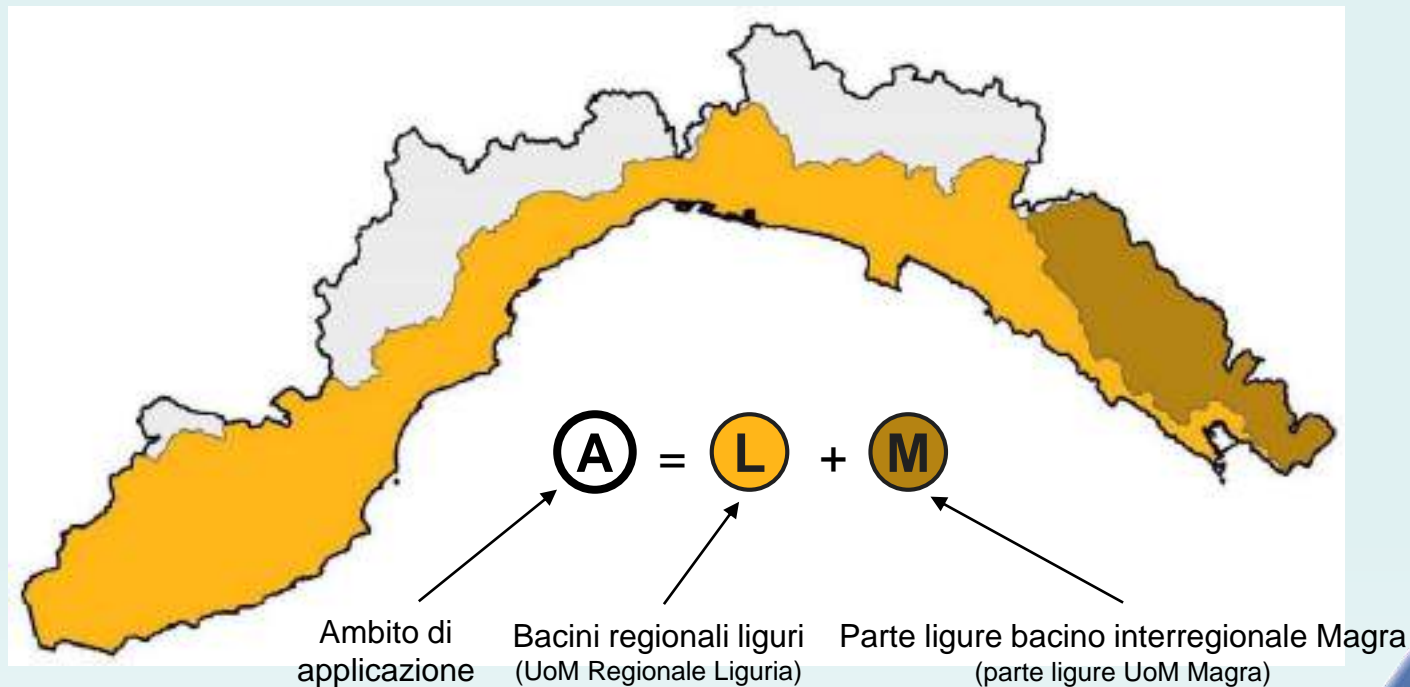 A = L + M
Ambito di applicazione
Bacini regionali liguri
(UoM Regionale Liguria)
Parte ligure bacino interregionale Magra
(parte ligure UoM Magra)